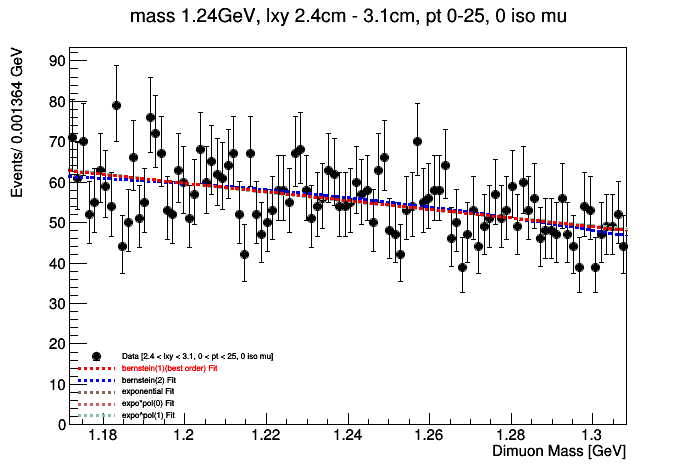 mass 1.24GeV, lxy 2.4cm - 3.1cm, pt 0-25, 0 iso mu
Events/ 0.001364 GeV
90
80
70
60
50
40
30
20
10
0
Data [2.4 < lxy < 3.1, 0 < pt < 25, 0 iso mu]
bernstein(1)(best order) Fit
bernstein(2) Fit
exponential Fit
expo*pol(0) Fit
expo*pol(1) Fit
1.18 1.2 1.22 1.24 1.26 1.28 1.3
Dimuon Mass [GeV]